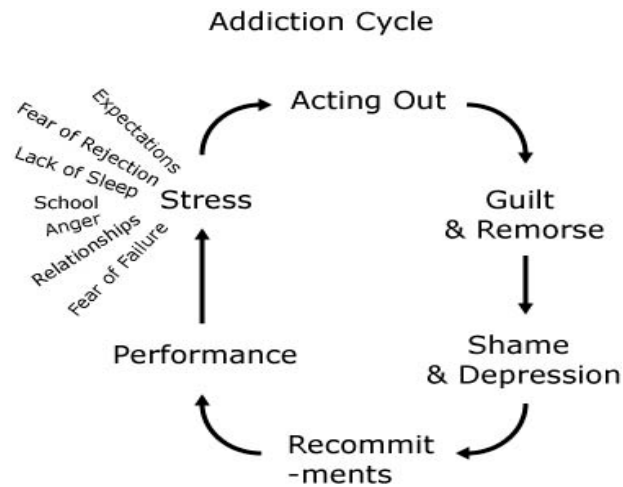 Addiction Cycle
Acting Out
Expectations
Fear of Rejection
Lack of Sleep
School
Anger
Relationships
Fear of Failure
Stress
Guilt
& Remorse
Shame
& Depression
Recommit
-ments
Performance